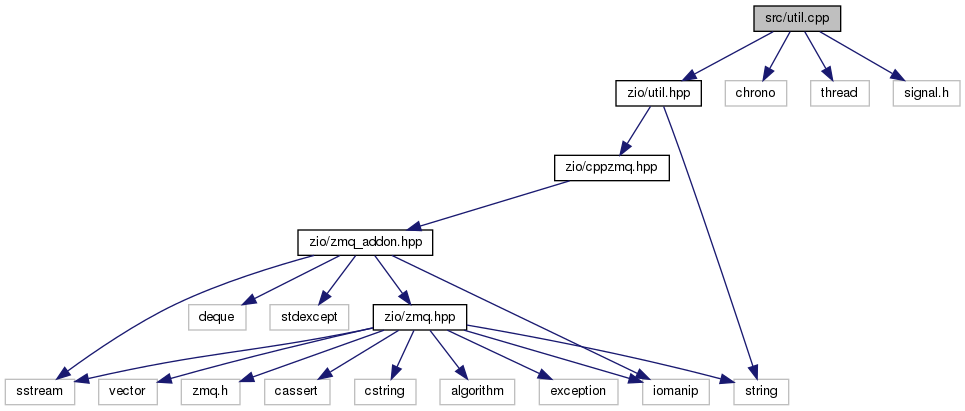 src/util.cpp
zio/util.hpp
chrono
thread
signal.h
zio/cppzmq.hpp
zio/zmq_addon.hpp
deque
stdexcept
zio/zmq.hpp
sstream
vector
zmq.h
cassert
cstring
algorithm
exception
iomanip
string